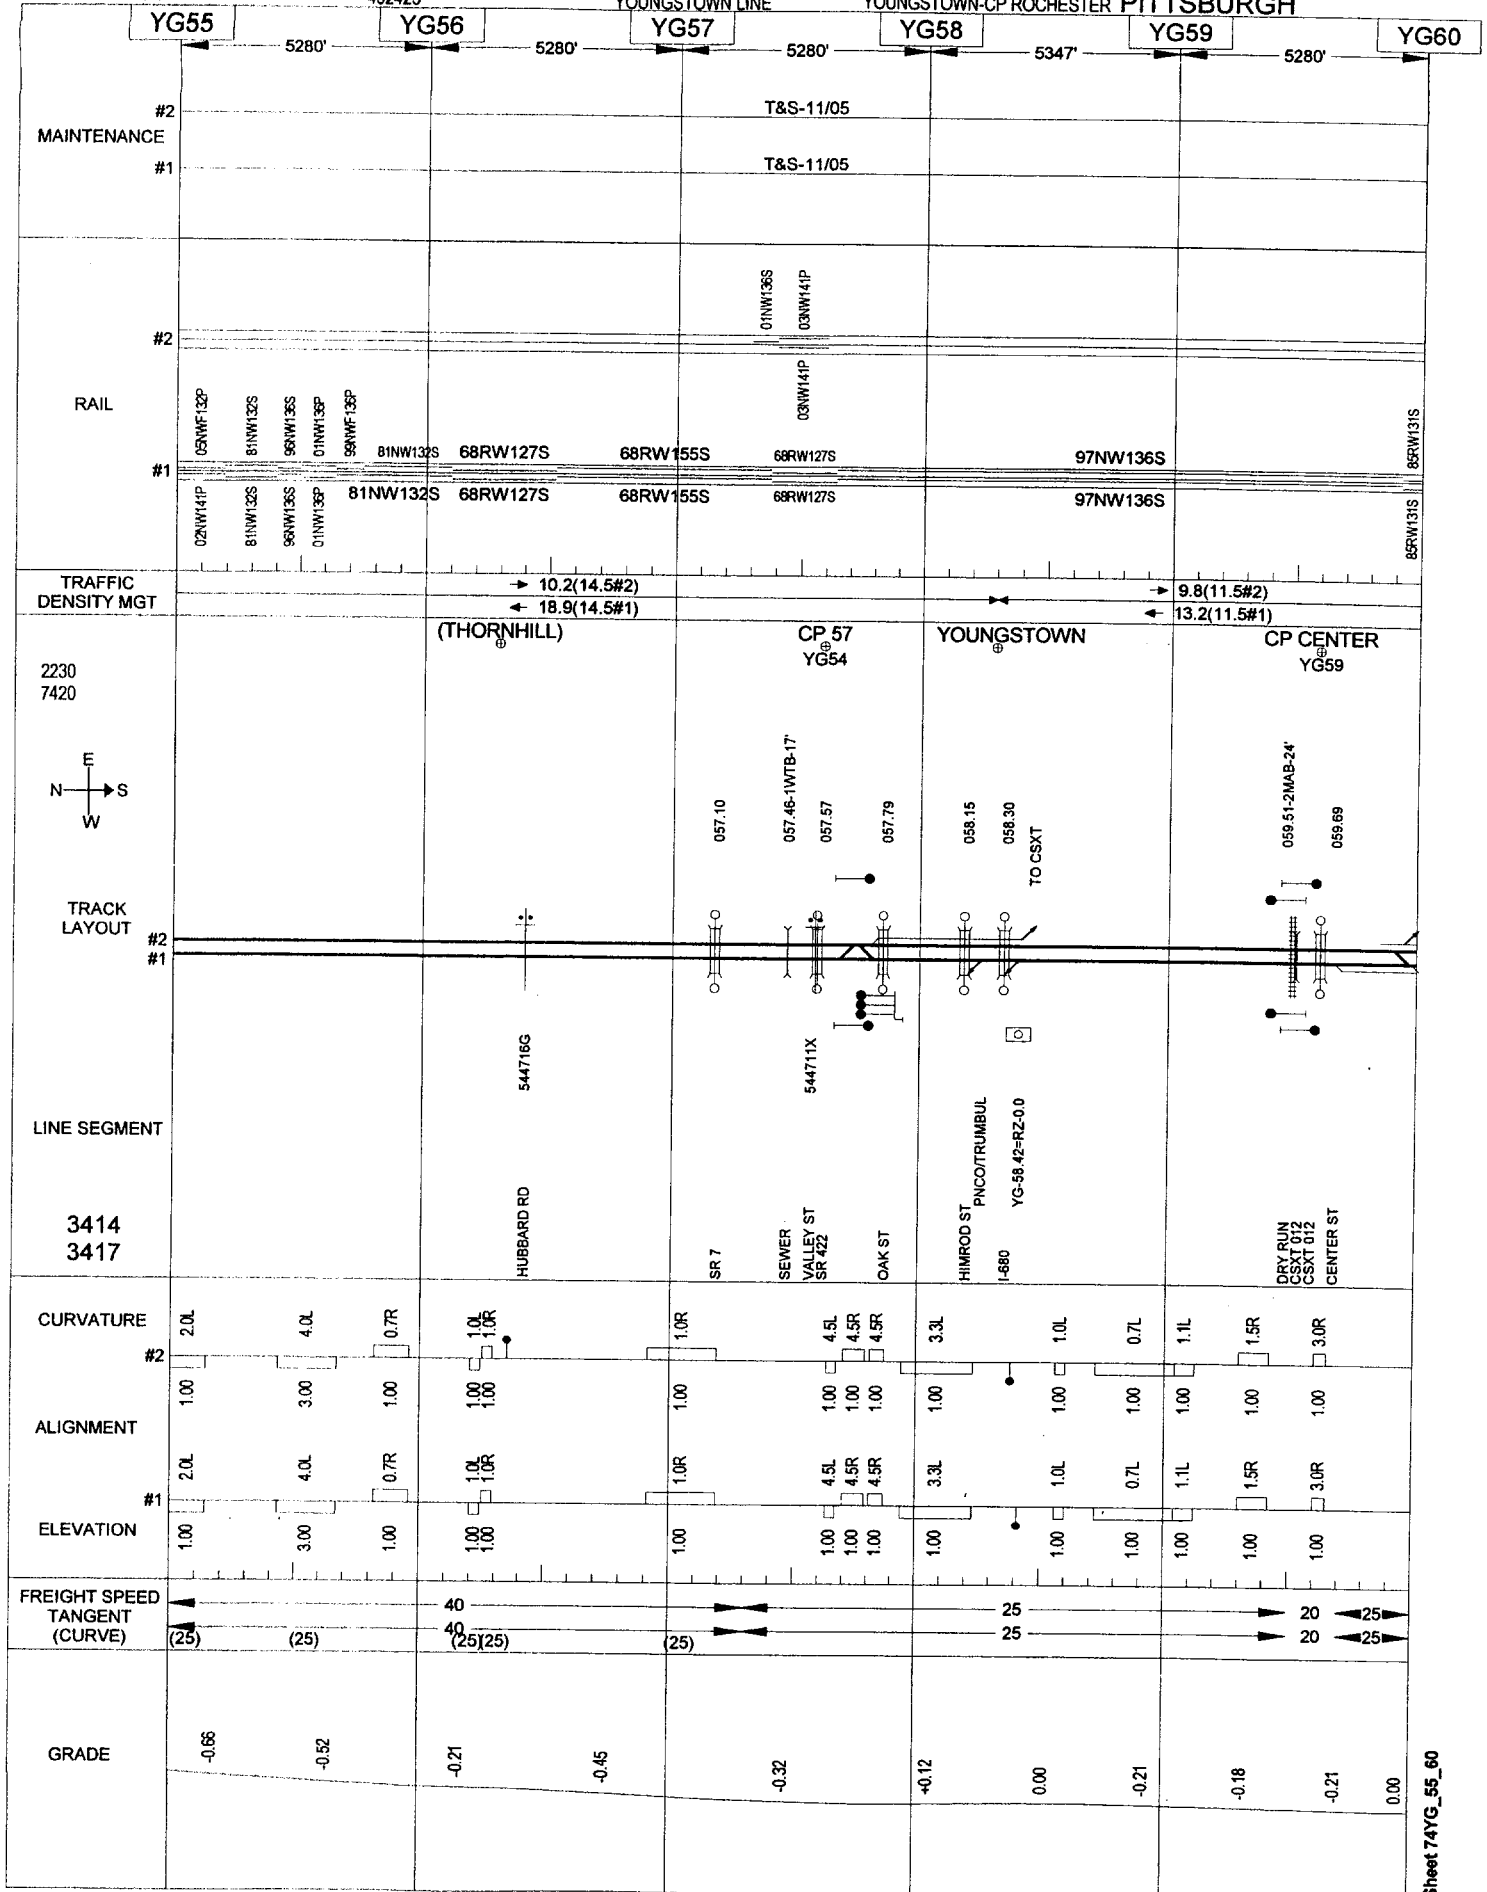 YOUNGSTOWN LINE YOUNGSTOWN-CP ROCHESTER PITTSBURGH
YG55 YG56 YG57 YG58 YG59 YG60
5280' 5280' 5280' 5347' 5280'
MAINTENANCE
#2 T&S-11/05
#1 T&S-11/05
RAIL
01NW136S 03NW141P
#2
03NW141P
05NWF132P 81NW132S 96NW136S 01NW136P 99NWF136P 81NW132S 68RW127S 68RW155S 68RW127S 97NW136S 85RW131S
#1
02NW141P 81NW132S 96NW136S 01NW136P 81NW132S 68RW127S 68RW155S 68RW127S 97NW136S 85RW131S
TRAFFIC
DENSITY MGT
10.2(14.5#2) 9.8(11.5#2)
18.9(14.5#1) 13.2(11.5#1)
(THORNHILL) CP 57 YOUNGSTOWN CP CENTER
YG54 YG59
2230
7420
E
N S
W
057.10 057.46-1WTB-17' 057.57 057.79 058.15 058.30 TO CSXT 059.51-2MAB-24' 059.69
TRACK
LAYOUT
#2
#1
544716G 544711X
LINE SEGMENT
PNCO/TRUMBUL YG-58.42=RZ-0.0
3414
3417
HUBBARD RD SR 7 SEWER VALLEY ST SR 422 OAK ST HIMROD ST I-680 DRY RUN CSXT 012 CSXT 012 CENTER ST
CURVATURE
2.0L 4.0L 0.7R 1.0L 1.0R 1.0R 4.5L 4.5R 4.5R 3.3L 1.0L 0.7L 1.1L 1.5R 3.0R
#2
1.00 3.00 1.00 1.00 1.00 1.00 1.00 1.00 1.00 1.00 1.00 1.00 1.00 1.00 1.00
ALIGNMENT
2.0L 4.0L 0.7R 1.0L 1.0R 1.0R 4.5L 4.5R 4.5R 3.3L 1.0L 0.7L 1.1L 1.5R 3.0R
#1
ELEVATION
1.00 3.00 1.00 1.00 1.00 1.00 1.00 1.00 1.00 1.00 1.00 1.00 1.00 1.00 1.00
FREIGHT SPEED
TANGENT
(CURVE)
40 25 20 25
40 25 20 25
(25) (25) (25)(25) (25)
GRADE
-0.66 -0.52 -0.21 -0.45 -0.32 +0.12 0.00 -0.21 -0.18 -0.21 0.00
Sheet 74YG_55_60